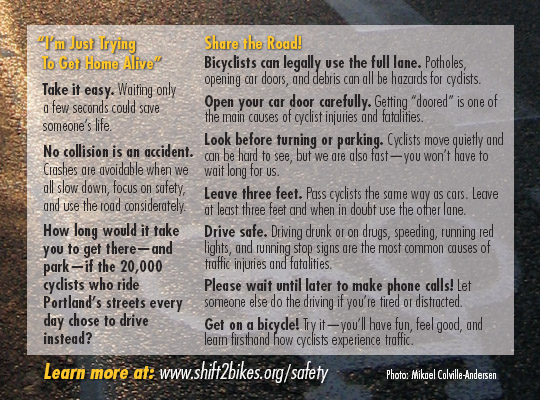 "I'm Just Trying
To Get Home Alive"
Take it easy. Waiting only
a few seconds could save
someone's life.
No collision is an accident.
Crashes are avoidable when we
all slow down, focus on safety,
and use the road considerately.
How long would it take
you to get there—and
park—if the 20,000
cyclists who ride
Portland's streets every
day chose to drive
instead?
Share the Road!
Bicyclists can legally use the full lane. Potholes,
opening car doors, and debris can all be hazards for cyclists.
Open your car door carefully. Getting "doored" is one of
the main causes of cyclist injuries and fatalities.
Look before turning or parking. Cyclists move quietly and
can be hard to see, but we are also fast—you won't have to
wait long for us.
Leave three feet. Pass cyclists the same way as cars. Leave
at least three feet and when in doubt use the other lane.
Drive safe. Driving drunk or on drugs, speeding, running red
lights, and running stop signs are the most common causes of
traffic injuries and fatalities.
Please wait until later to make phone calls! Let
someone else do the driving if you're tired or distracted.
Get on a bicycle! Try it—you'll have fun, feel good, and
learn firsthand how cyclists experience traffic.
Learn more at: www.shift2bikes.org/safety
Photo: Mikael Colville-Andersen